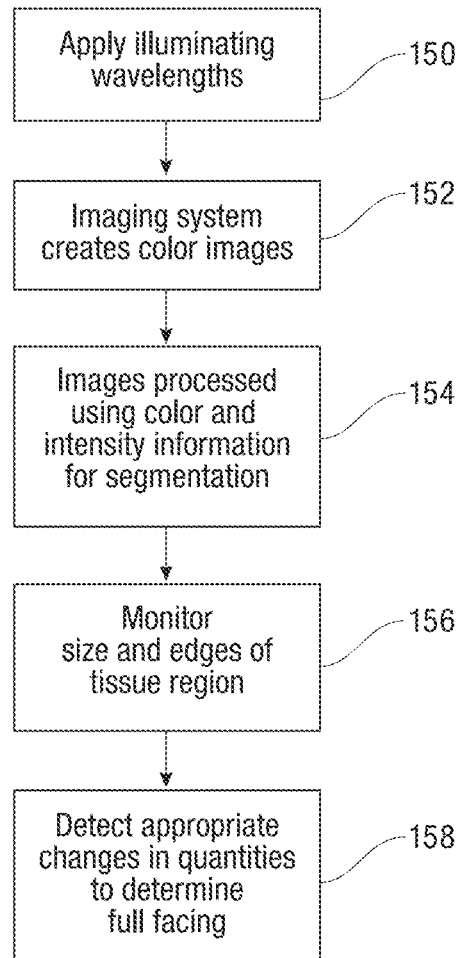 Apply illuminating
wavelengths
150
Imaging system
creates color images
152
Images processed
using color and
intensity information
for segmentation
154
Monitor
size and edges of
tissue region
156
Detect appropriate
changes in quantities
to determine
full facing
158